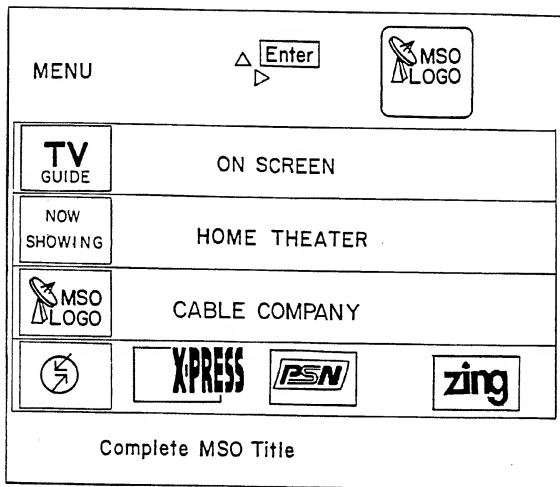 MENU
Enter
MSO
LOGO
TV
GUIDE
ON SCREEN
NOW
SHOWING
HOME THEATER
MSO
LOGO
CABLE COMPANY
X·PRESS
PSN
zing
Complete MSO Title